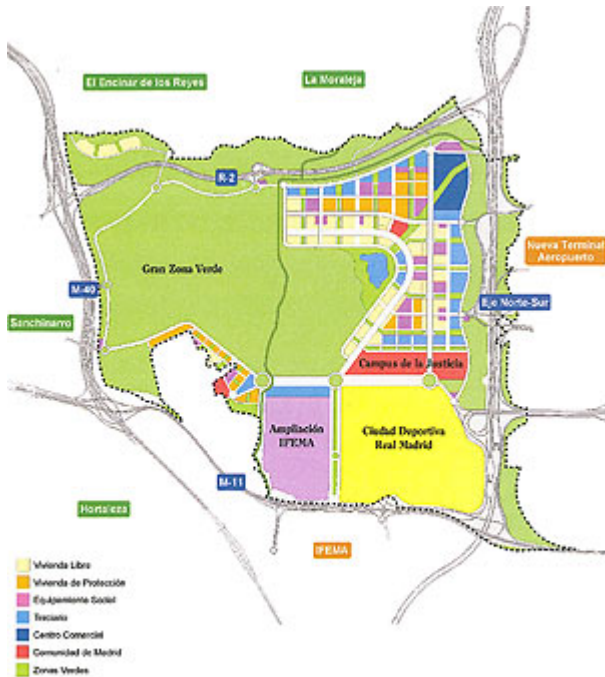 La Moraleja
El Encinar de los Reyes
R-2
Nueva Terminal
Aeropuerto
Gran Zona Verde
M-40
Eje Norte-Sur
Sanchinarro
Campus de la Justicia
Ampliación
IFEMA
Ciudad Deportiva
Real Madrid
M-11
Hortaleza
IFEMA
Vivienda Libre
Vivienda de Protección
Equipamiento Social
Terciario
Centro Comercial
Comunidad de Madrid
Zonas Verdes